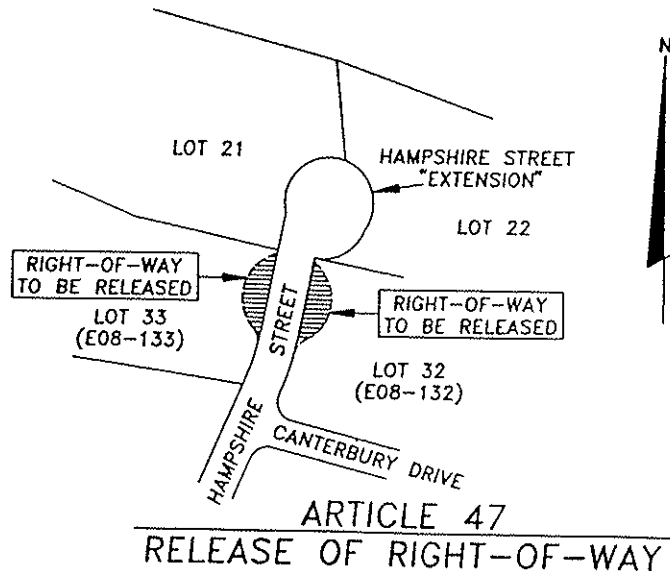 N
LOT 21
HAMPSHIRE STREET
"EXTENSION"
LOT 22
RIGHT-OF-WAY
TO BE RELEASED
LOT 33
(E08-133)
RIGHT-OF-WAY
TO BE RELEASED
LOT 32
(E08-132)
HAMPSHIRE STREET
CANTERBURY DRIVE
ARTICLE 47
RELEASE OF RIGHT-OF-WAY